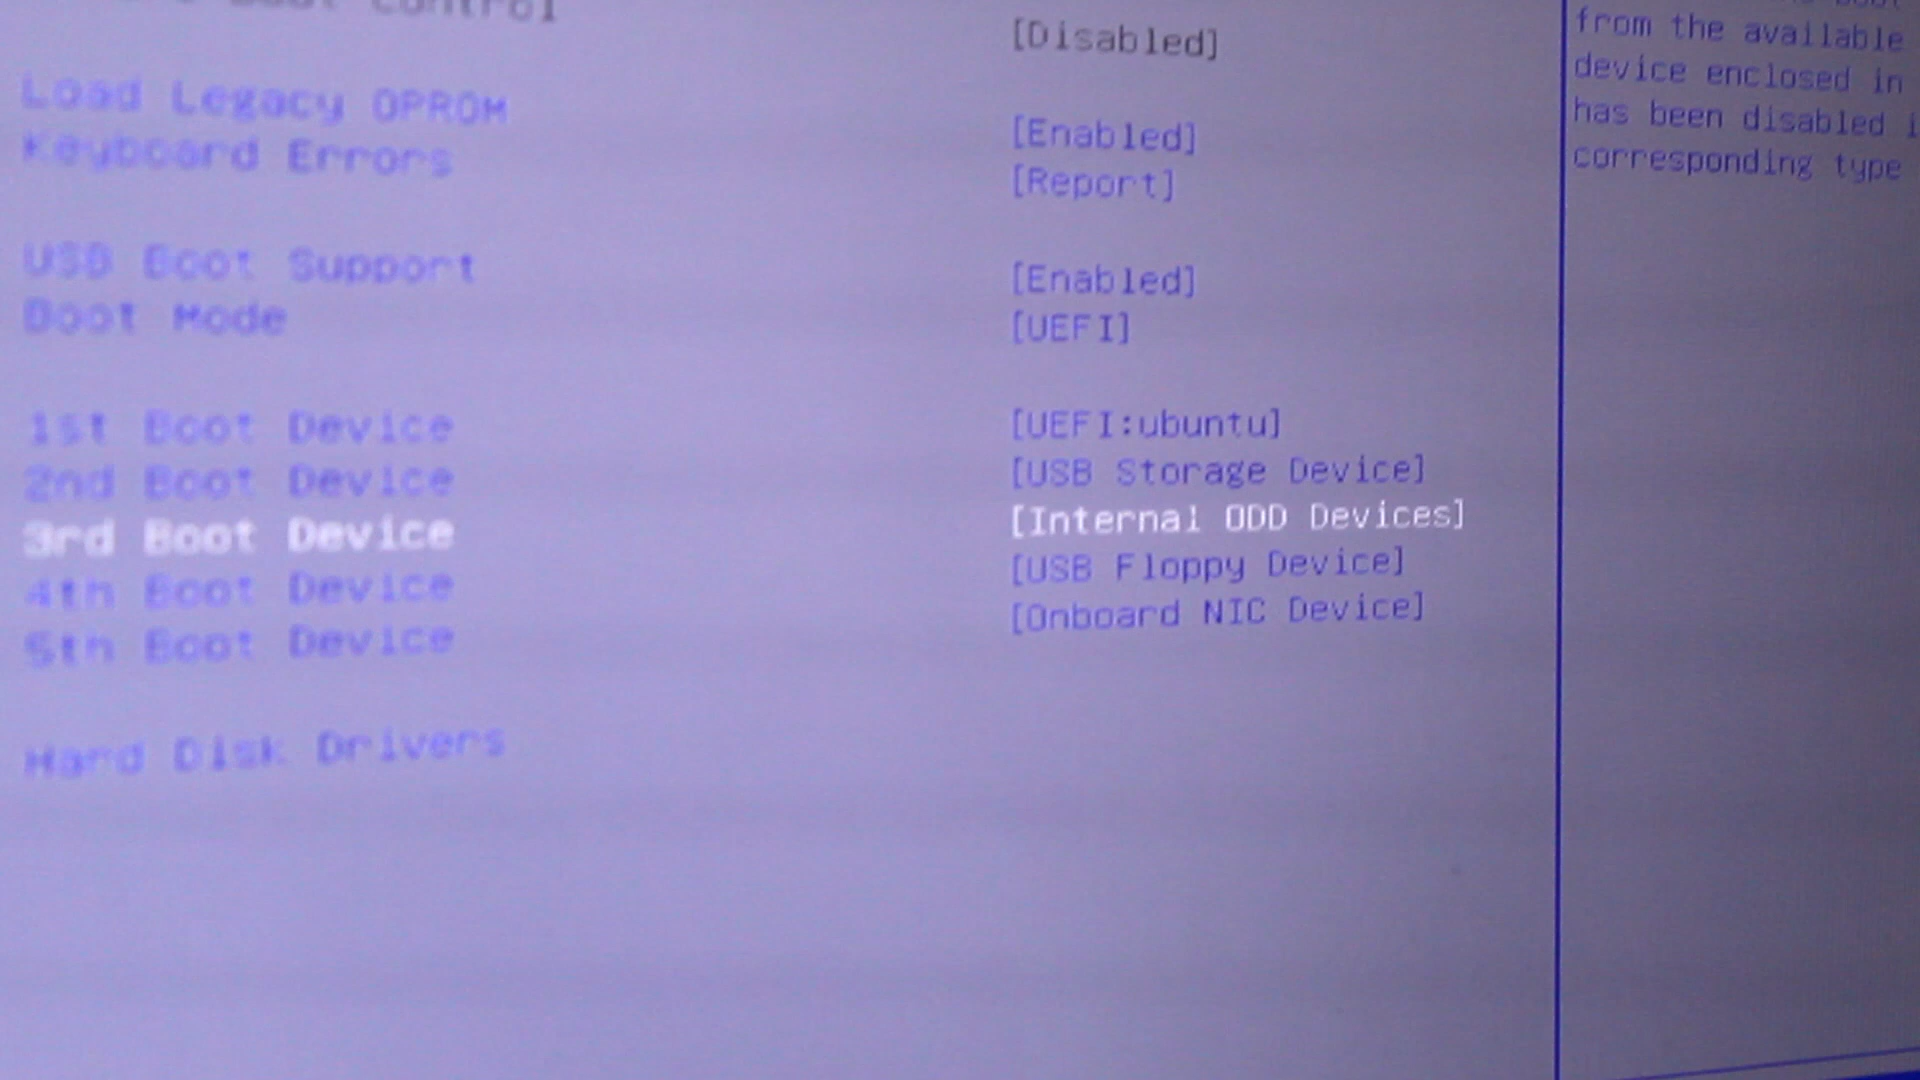 Boot Control [Disabled]
Load Legacy OPROM [Enabled]
Keyboard Errors [Report]
USB Boot Support [Enabled]
Boot Mode [UEFI]
1st Boot Device [UEFI:ubuntu]
2nd Boot Device [USB Storage Device]
3rd Boot Device [Internal ODD Devices]
4th Boot Device [USB Floppy Device]
5th Boot Device [Onboard NIC Device]
Hard Disk Drivers
from the available
device enclosed in
has been disabled
corresponding type